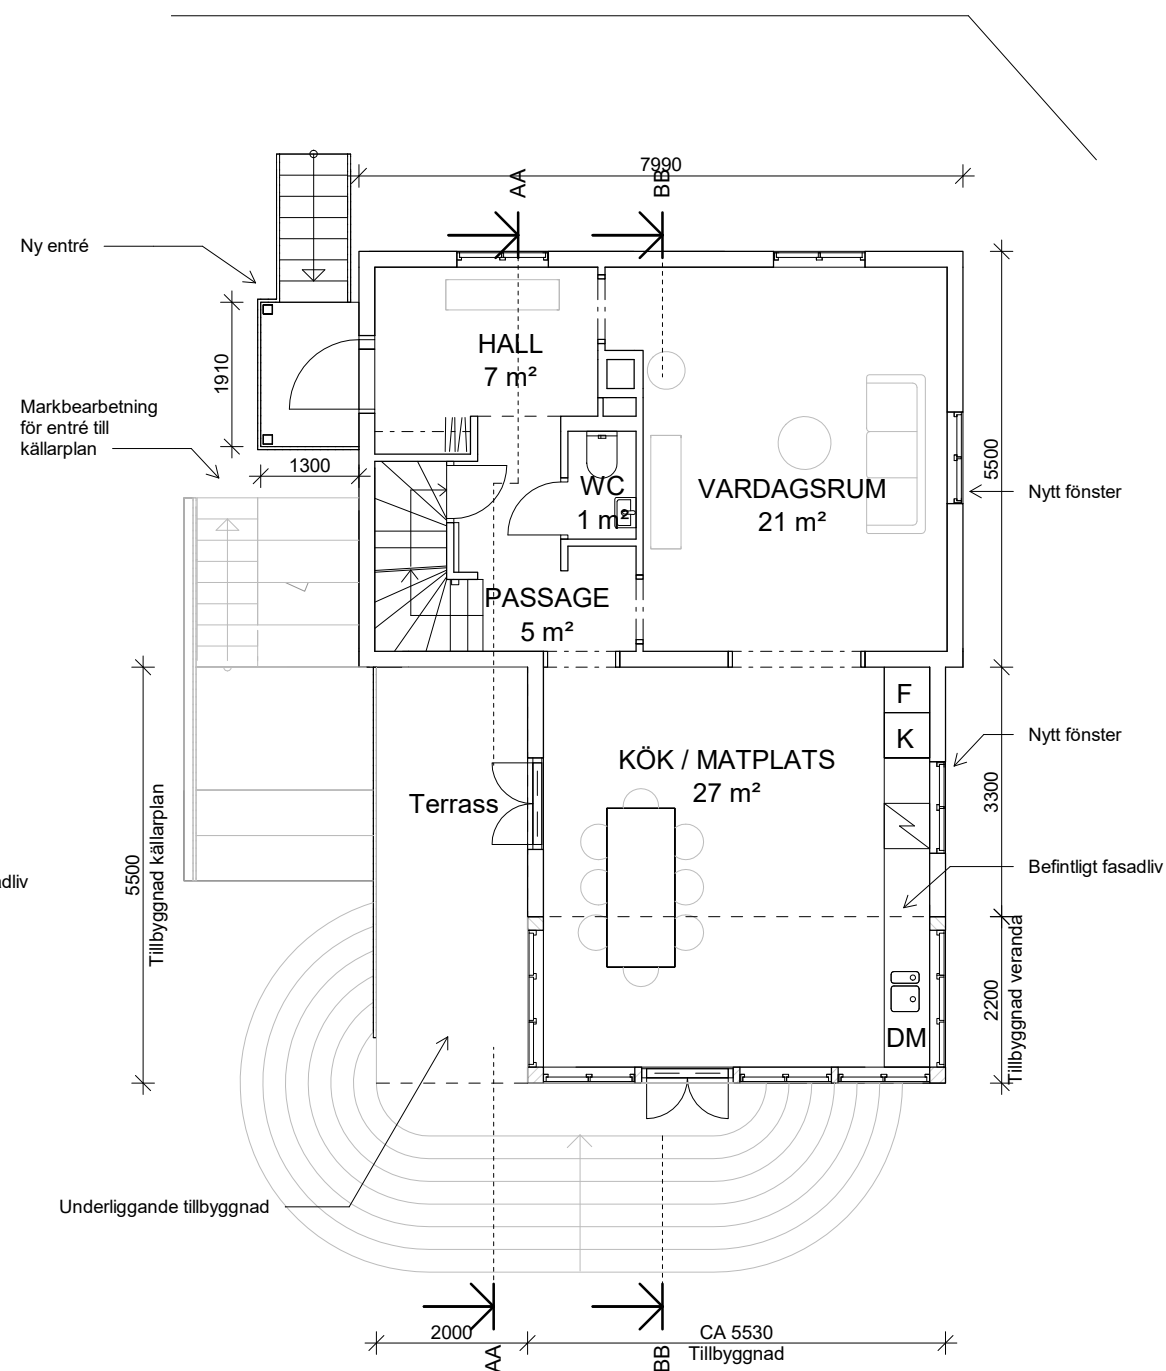 7990
AA
BB
Ny entré
HALL
7 m²
1910
Markbearbetning
för entré till
källarplan
1300
5500
WC
1 m²
VARDAGSRUM
21 m²
Nytt fönster
PASSAGE
5 m²
F
K
KÖK / MATPLATS
27 m²
Nytt fönster
Terrass
3300
5500
Tillbyggnad källarplan
Befintligt fasadliv
adliv
2200
Tillbyggnad veranda
DM
Underliggande tillbyggnad
2000
CA 5530
Tillbyggnad
AA
BB